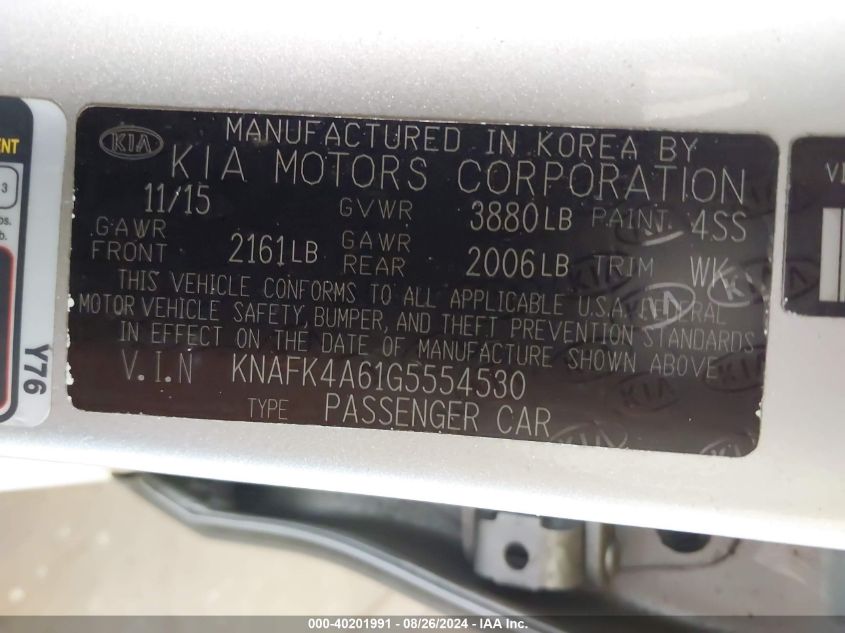 KIA
MANUFACTURED IN KOREA BY
KIA MOTORS CORPORATION
11/15 GVWR 3880LB PAINT 4SS
GAWR FRONT 2161LB GAWR REAR 2006LB TRIM WK
THIS VEHICLE CONFORMS TO ALL APPLICABLE U.S.A. FEDERAL
MOTOR VEHICLE SAFETY, BUMPER, AND THEFT PREVENTION STANDARDS
IN EFFECT ON THE DATE OF MANUFACTURE SHOWN ABOVE.
V.I.N KNAFK4A61G5554530
TYPE PASSENGER CAR
3
Y76
000-40201991 - 08/26/2024 - IAA Inc.